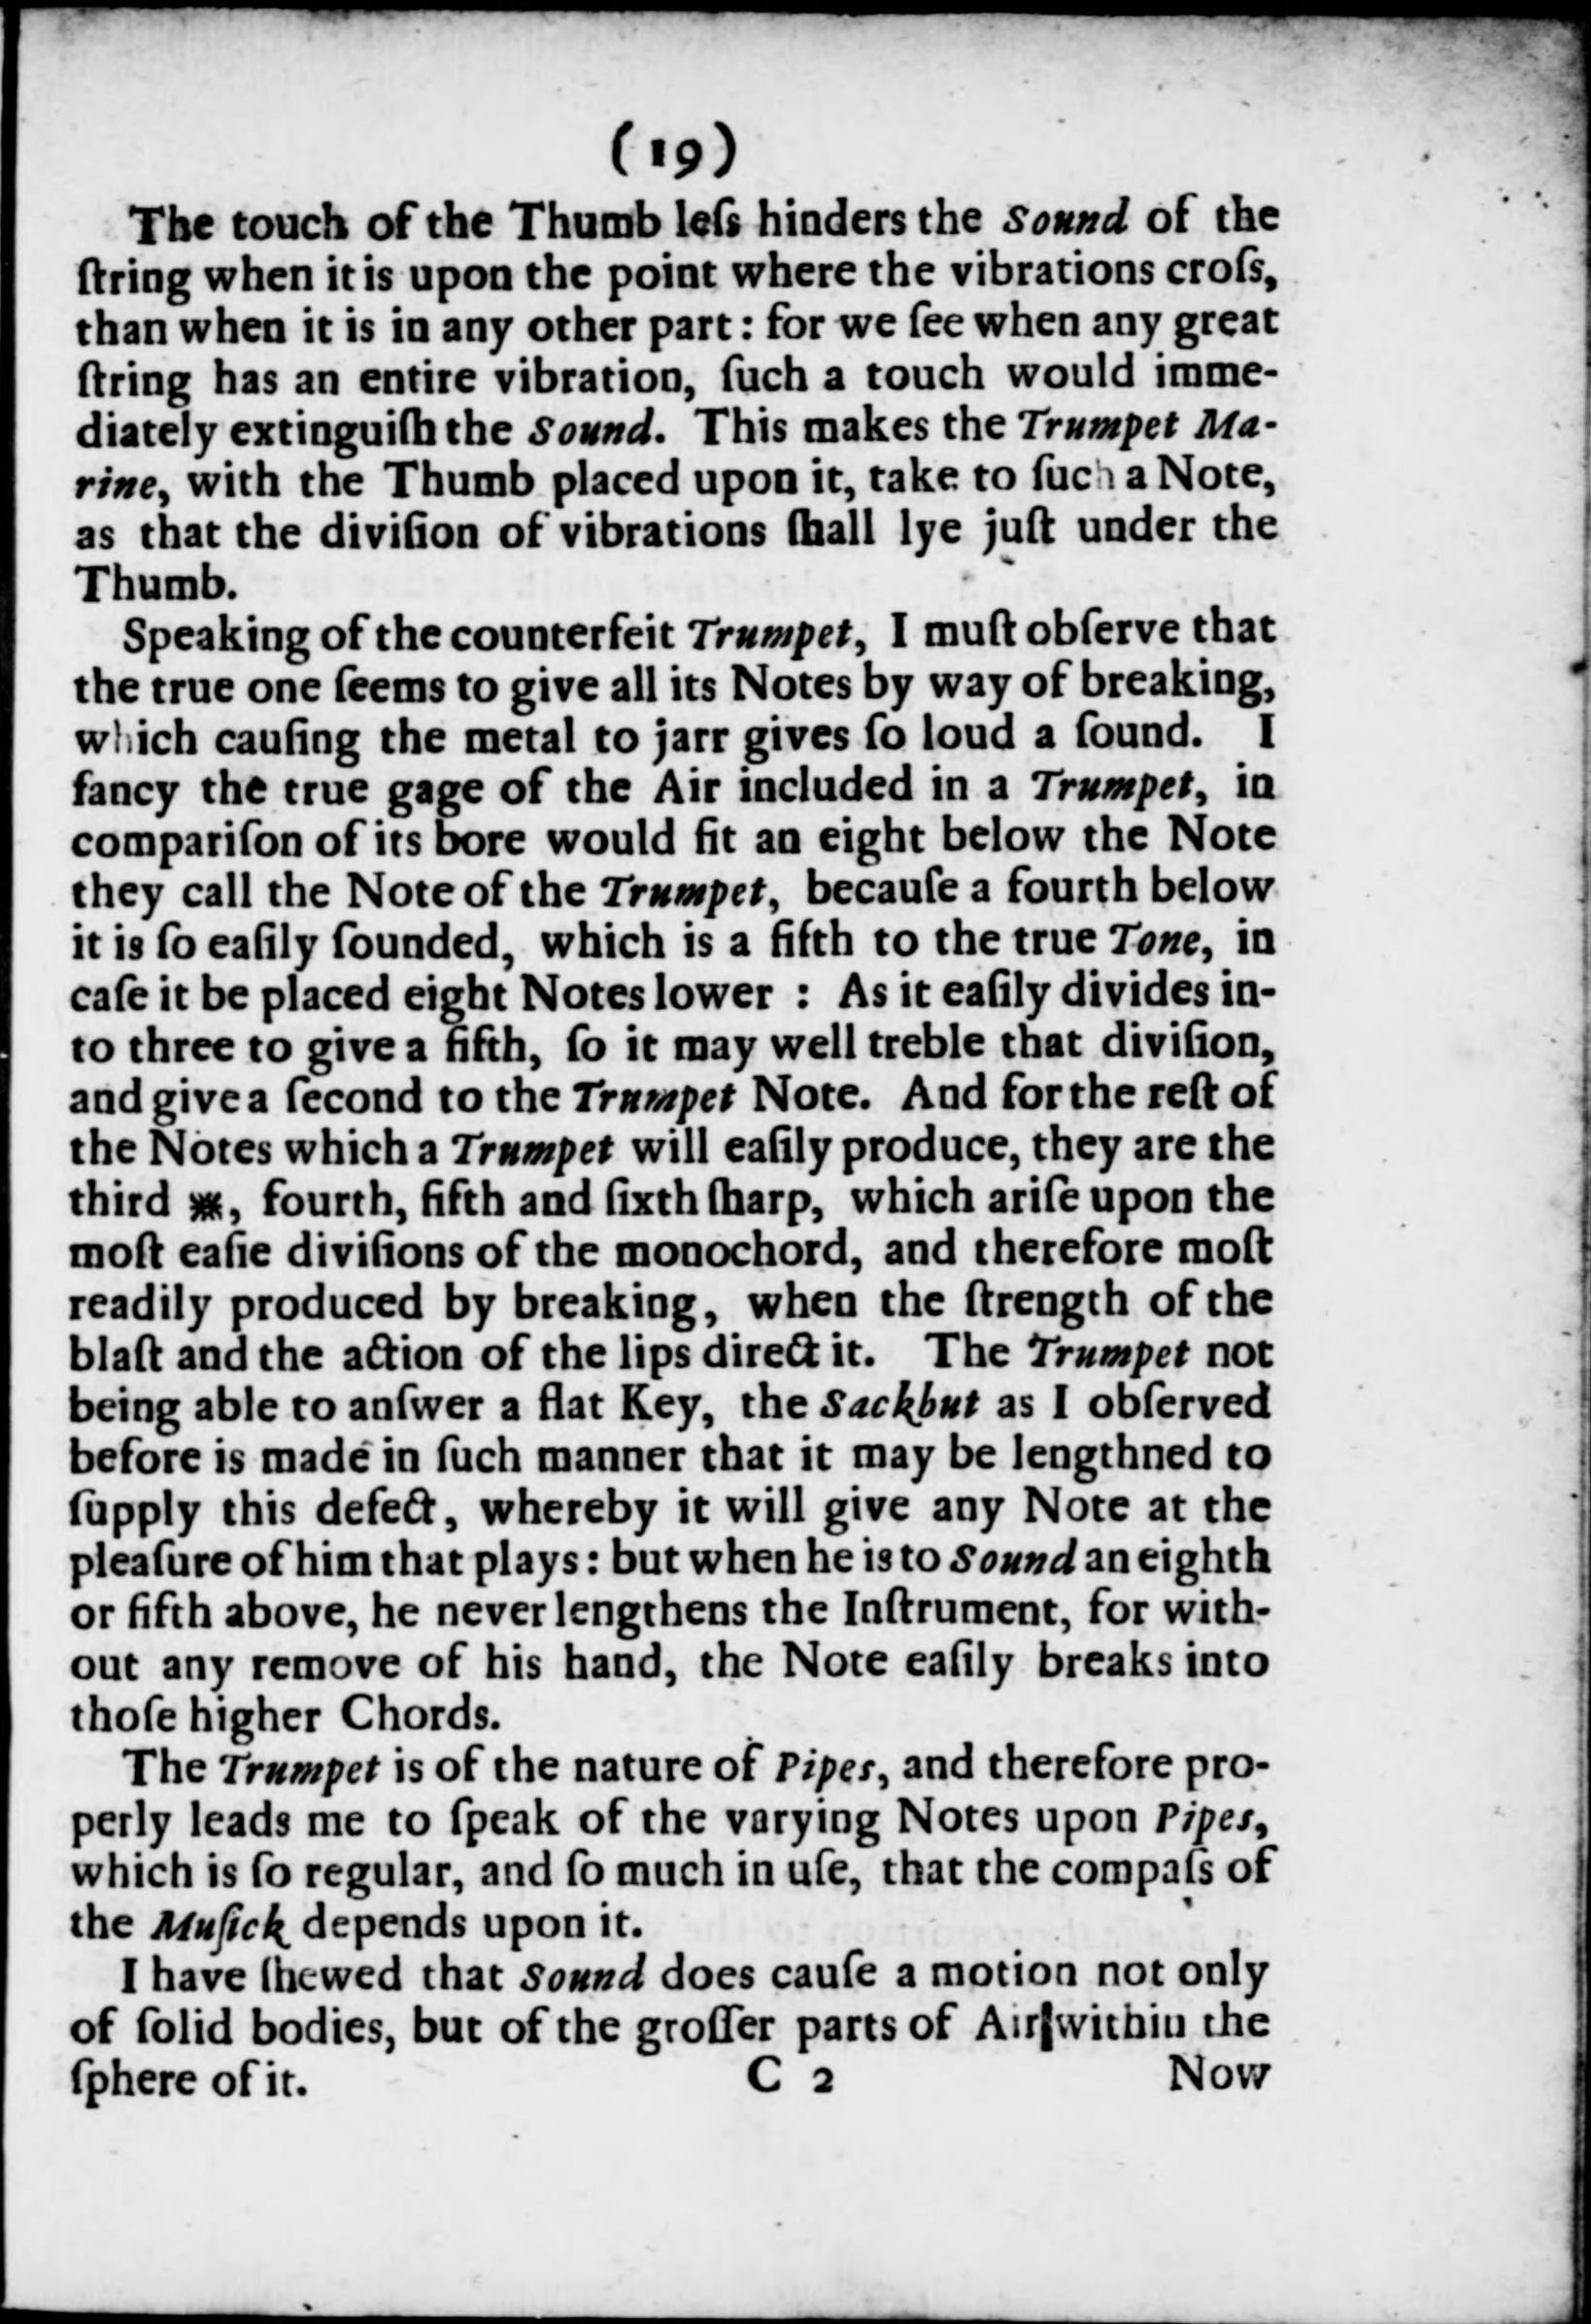 (19)
The touch of the Thumb leſs hinders the Sound of the
ſtring when it is upon the point where the vibrations croſs,
than when it is in any other part: for we ſee when any great
ſtring has an entire vibration, ſuch a touch would imme-
diately extinguiſh the Sound. This makes the Trumpet Ma-
rine, with the Thumb placed upon it, take to ſuch a Note,
as that the diviſion of vibrations ſhall lye juſt under the
Thumb.
Speaking of the counterfeit Trumpet, I muſt obſerve that
the true one ſeems to give all its Notes by way of breaking,
which cauſing the metal to jarr gives ſo loud a ſound. I
fancy the true gage of the Air included in a Trumpet, in
compariſon of its bore would fit an eight below the Note
they call the Note of the Trumpet, becauſe a fourth below
it is ſo eaſily ſounded, which is a fifth to the true Tone, in
caſe it be placed eight Notes lower : As it eaſily divides in-
to three to give a fifth, ſo it may well treble that diviſion,
and give a ſecond to the Trumpet Note. And for the reſt of
the Notes which a Trumpet will eaſily produce, they are the
third ※, fourth, fifth and ſixth ſharp, which ariſe upon the
moſt eaſie diviſions of the monochord, and therefore moſt
readily produced by breaking, when the ſtrength of the
blaſt and the action of the lips direct it. The Trumpet not
being able to anſwer a flat Key, the Sackbut as I obſerved
before is made in ſuch manner that it may be lengthned to
ſupply this defect, whereby it will give any Note at the
pleaſure of him that plays: but when he is to Sound an eighth
or fifth above, he never lengthens the Inſtrument, for with-
out any remove of his hand, the Note eaſily breaks into
thoſe higher Chords.
The Trumpet is of the nature of Pipes, and therefore pro-
perly leads me to ſpeak of the varying Notes upon Pipes,
which is ſo regular, and ſo much in uſe, that the compaſs of
the Muſick depends upon it.
I have ſhewed that Sound does cauſe a motion not only
of ſolid bodies, but of the groſſer parts of Air within the
ſphere of it. C 2 Now